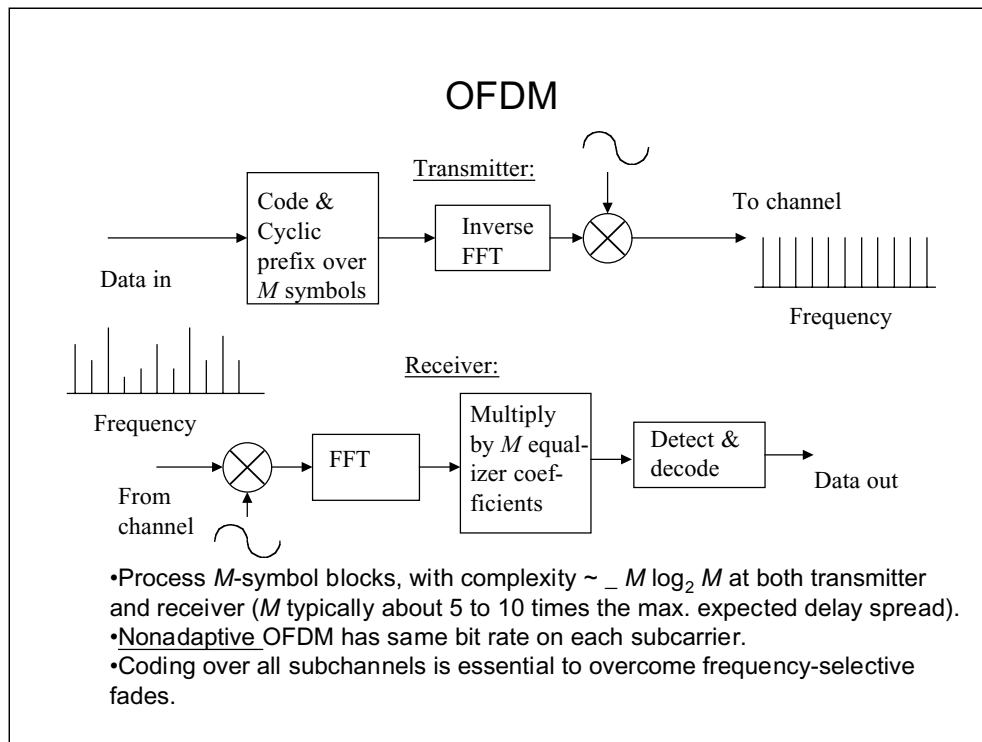 OFDM
Transmitter:
Code &
Cyclic
prefix over
M symbols
Inverse
FFT
To channel
Data in
Frequency
Receiver:
Frequency
Multiply
by M equal-
izer coef-
ficients
FFT
Detect &
decode
From
channel
Data out
•Process M-symbol blocks, with complexity ~ _ M log₂ M at both transmitter
and receiver (M typically about 5 to 10 times the max. expected delay spread).
•Nonadaptive OFDM has same bit rate on each subcarrier.
•Coding over all subchannels is essential to overcome frequency-selective
fades.